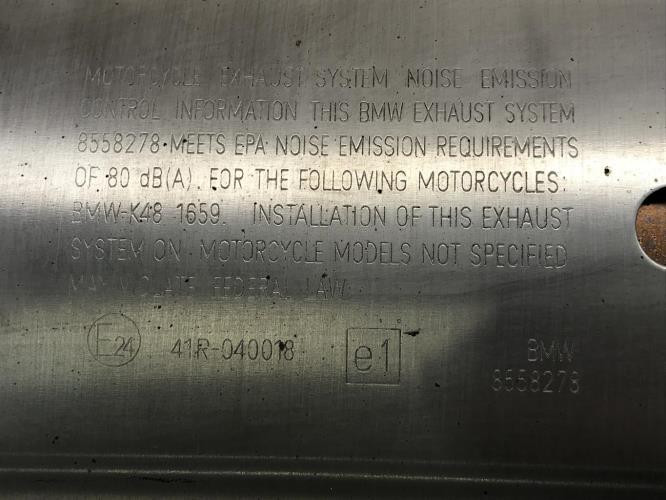 MOTORCYCLE EXHAUST SYSTEM NOISE EMISSION
CONTROL INFORMATION THIS BMW EXHAUST SYSTEM
8558278 MEETS EPA NOISE EMISSION REQUIREMENTS
OF 80 dB(A). FOR THE FOLLOWING MOTORCYCLES:
BMW-K48 1659. INSTALLATION OF THIS EXHAUST
SYSTEM ON MOTORCYCLE MODELS NOT SPECIFIED
MAY VIOLATE FEDERAL LAW
E24 41R-040018 e1 BMW
8558278